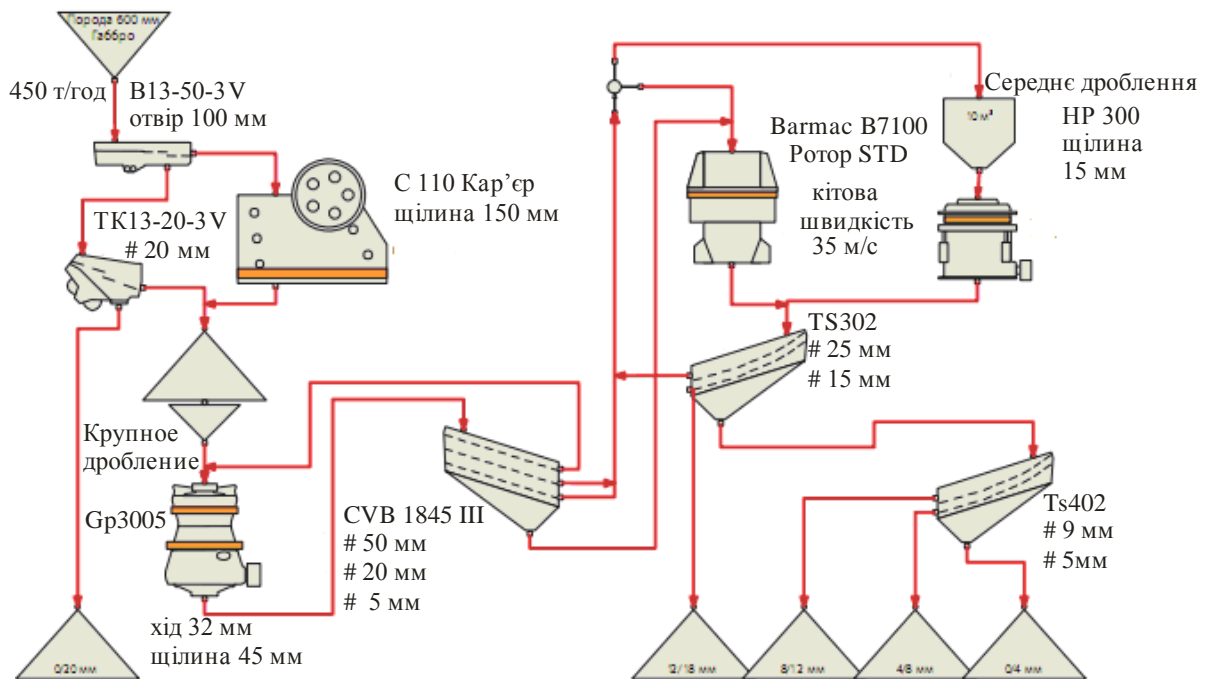 Порода 600 мм
Габбро
450 т/год
В13-50-3V
отвір 100 мм
ТК13-20-3V
# 20 мм
С 110 Кар’єр
щілина 150 мм
Крупное
дробление
Gp3005
хід 32 мм
щілина 45 мм
0/20 мм
CVB 1845 III
# 50 мм
# 20 мм
# 5 мм
Barmac B7100
Ротор STD
кітова
швидкість
35 м/с
Середнє дроблення
10 м³
HP 300
щілина
15 мм
TS302
# 25 мм
# 15 мм
Ts402
# 9 мм
# 5мм
12/18 мм
8/12 мм
4/8 мм
0/4 мм